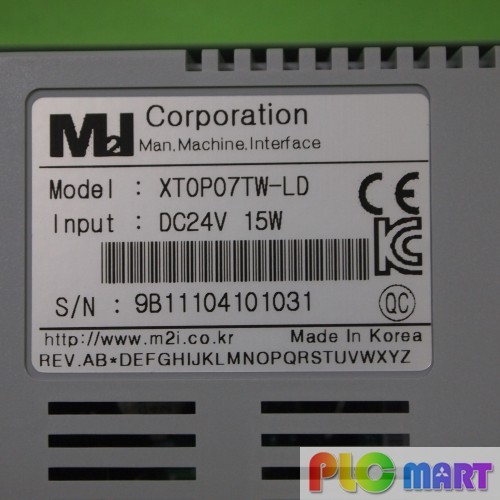 M2I Corporation
Man.Machine.Interface
Model : XTOP07TW-LD
Input : DC24V 15W
CE
KC
S/N : 9B11104101031
QC
http://www.m2i.co.kr Made In Korea
REV.AB*DEFGHIJKLMNOPQRSTUVWXYZ
PLC MART